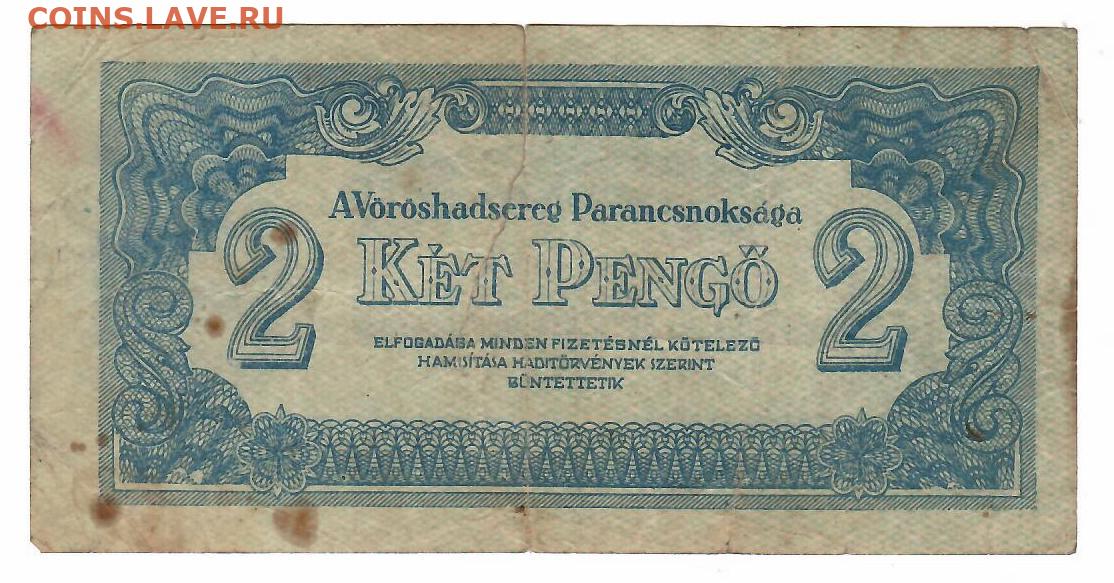 COINS.LAVE.RU
A Vöröshadsereg Parancsnoksága
2 KÉT PENGŐ 2
ELFOGADÁSA MINDEN FIZETÉSNÉL KÖTELEZŐ
HAMISÍTÁSA HADITÖRVÉNYEK SZERINT
BÜNTETTETIK